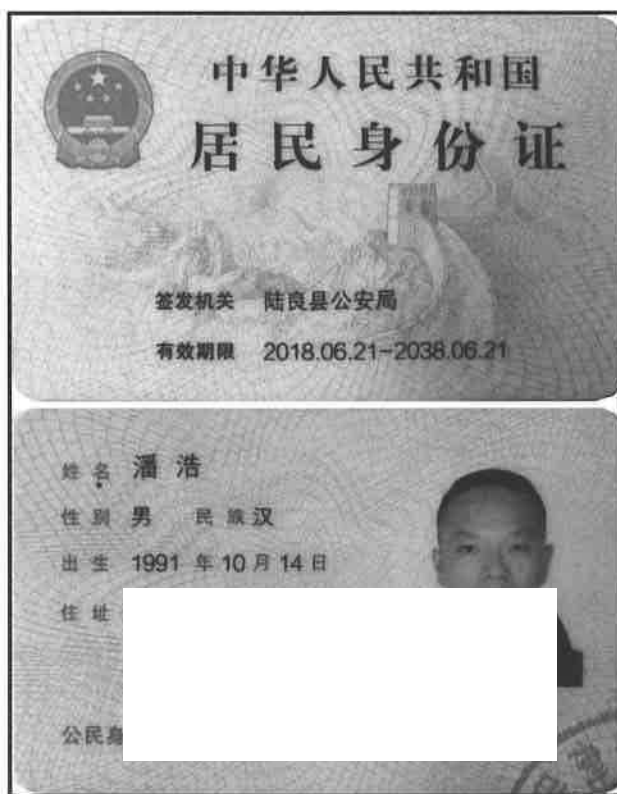 中华人民共和国
居民身份证
签发机关 陆良县公安局
有效期限 2018.06.21-2038.06.21
姓名 潘浩
性别 男 民族 汉
出生 1991 年 10 月 14 日
住址
公民身